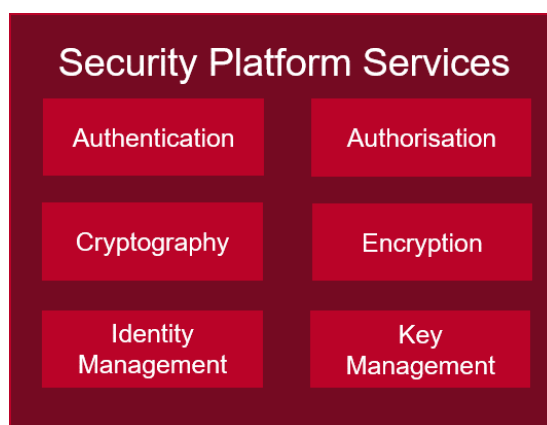 Security Platform Services
Authentication
Authorisation
Cryptography
Encryption
Identity
Management
Key
Management